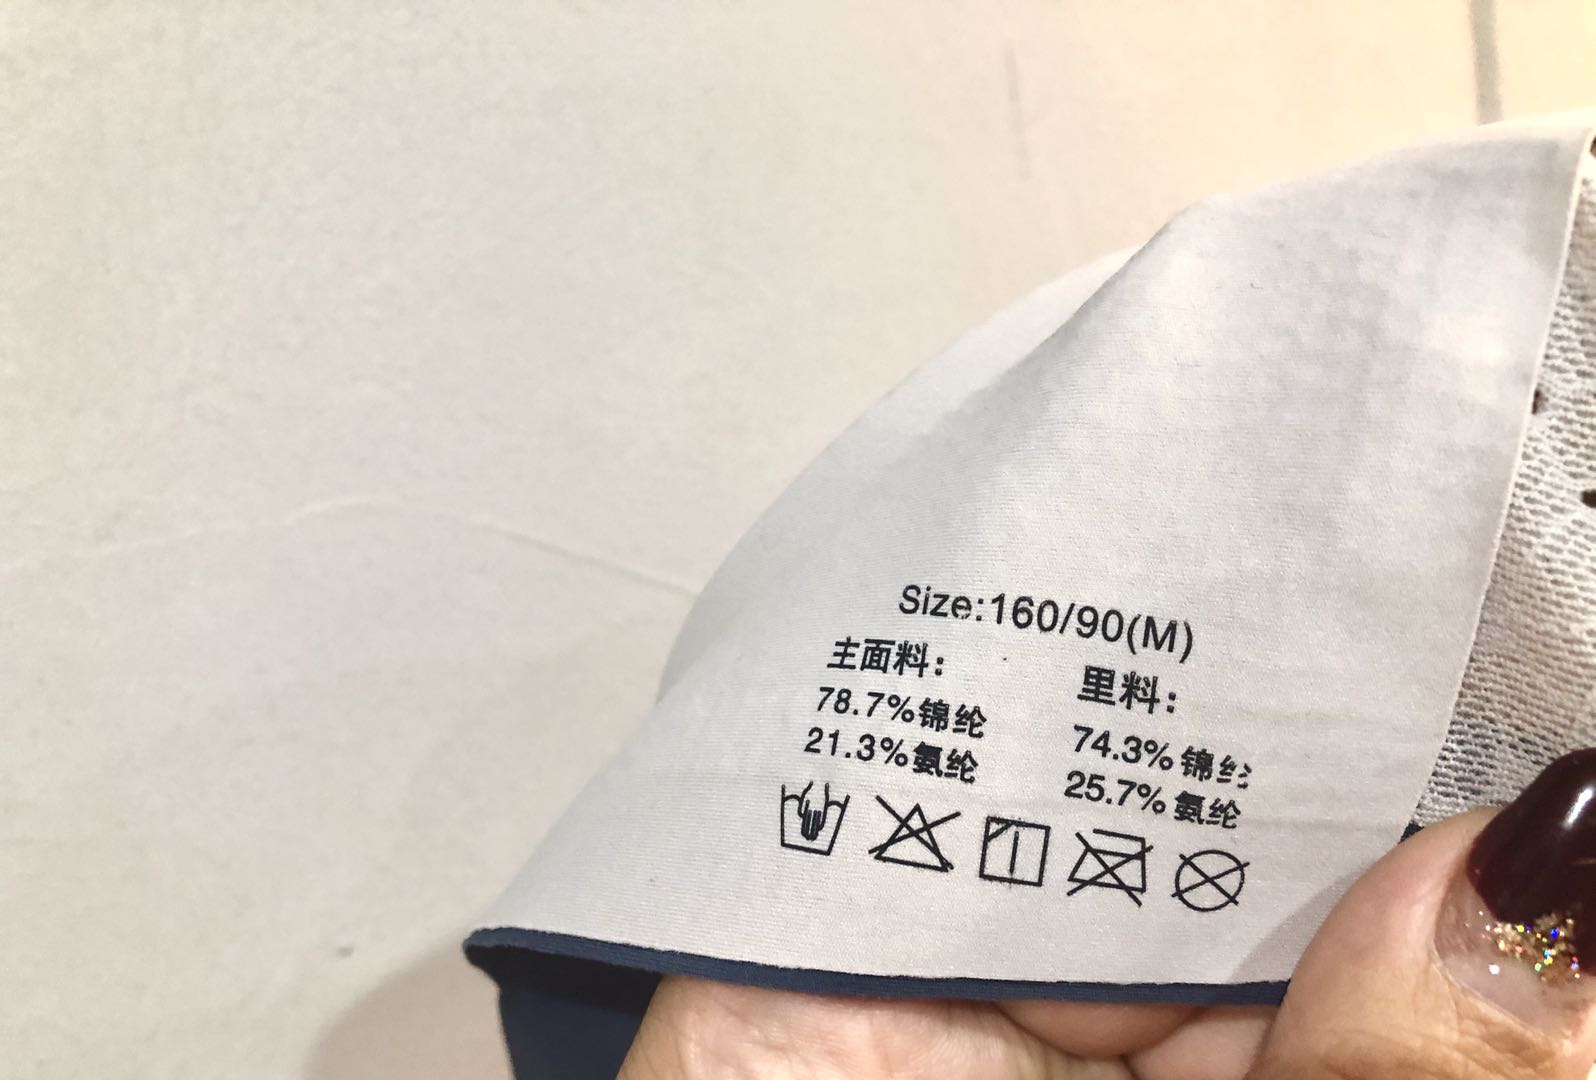 Size:160/90(M)
主面料:
78.7%锦纶
21.3%氨纶
里料:
74.3%锦纶
25.7%氨纶